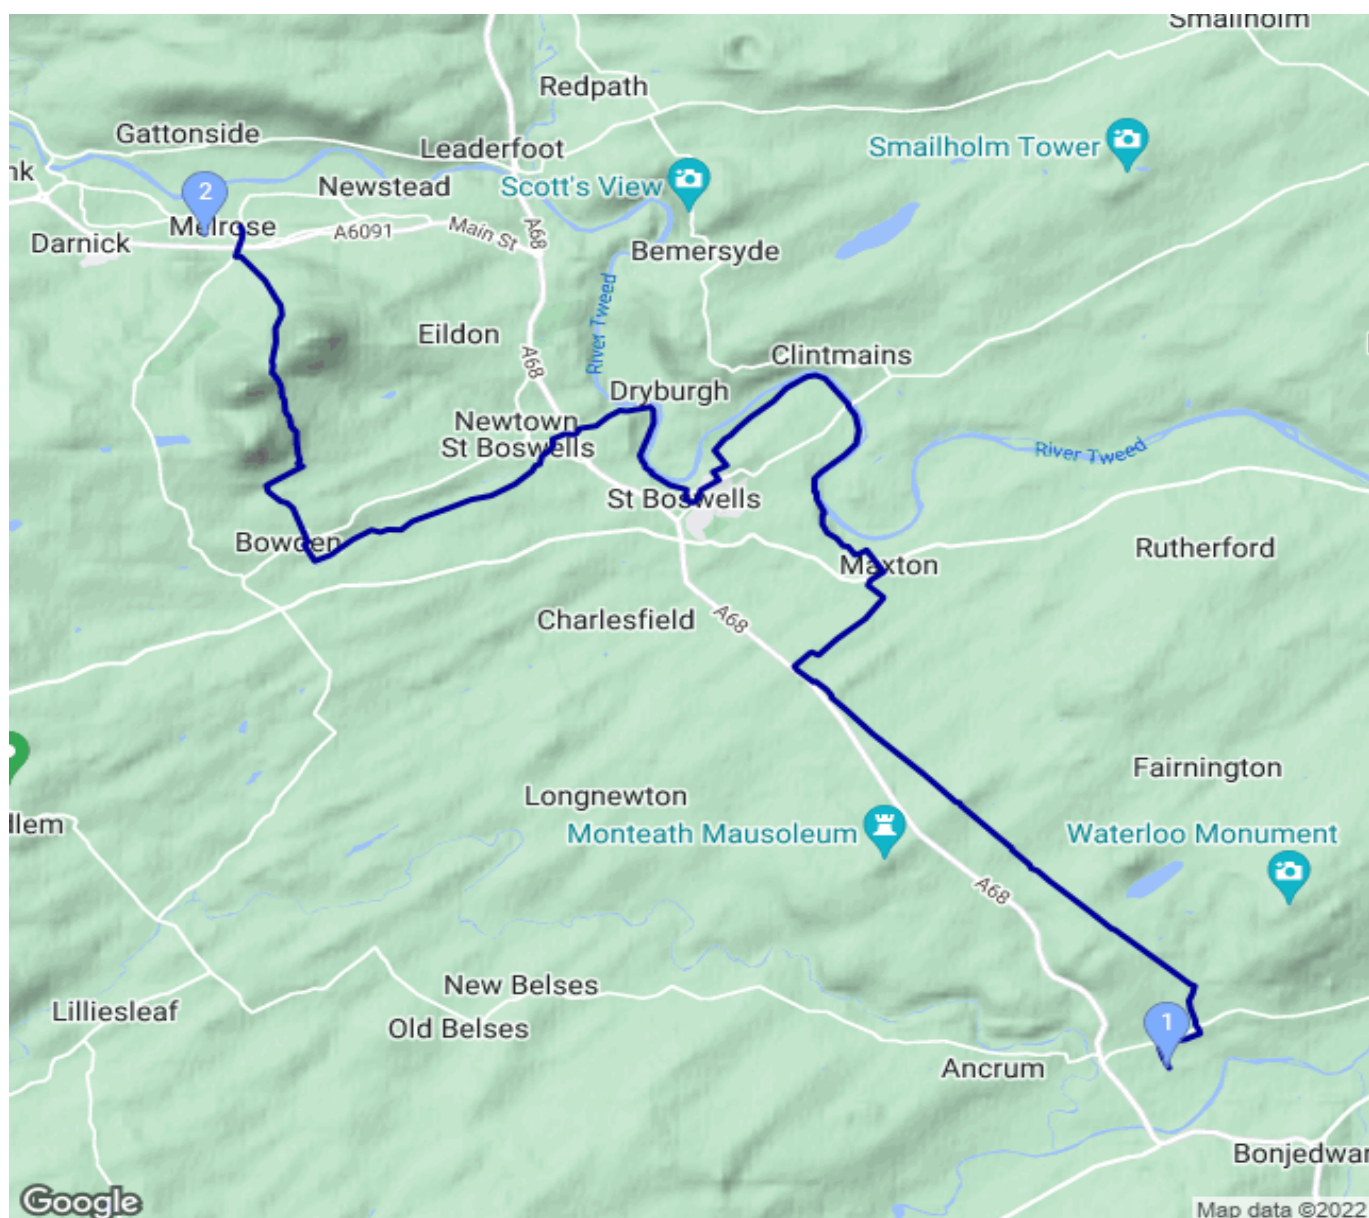 Smailholm
Redpath
Gattonside
Leaderfoot
Smailholm Tower
nk
Newstead
Scott's View
2
Melrose
A6091
Main St
A68
Darnick
Bemersyde
River Tweed
Eildon
A68
Clintmains
Dryburgh
Newtown
St Boswells
River Tweed
St Boswells
Bowden
Rutherford
Maxton
Charlesfield
A68
Fairnington
Longnewton
dlem
Monteath Mausoleum
Waterloo Monument
A68
New Belses
Lilliesleaf
Old Belses
1
Ancrum
Bonjedwar
Google
Map data ©2022